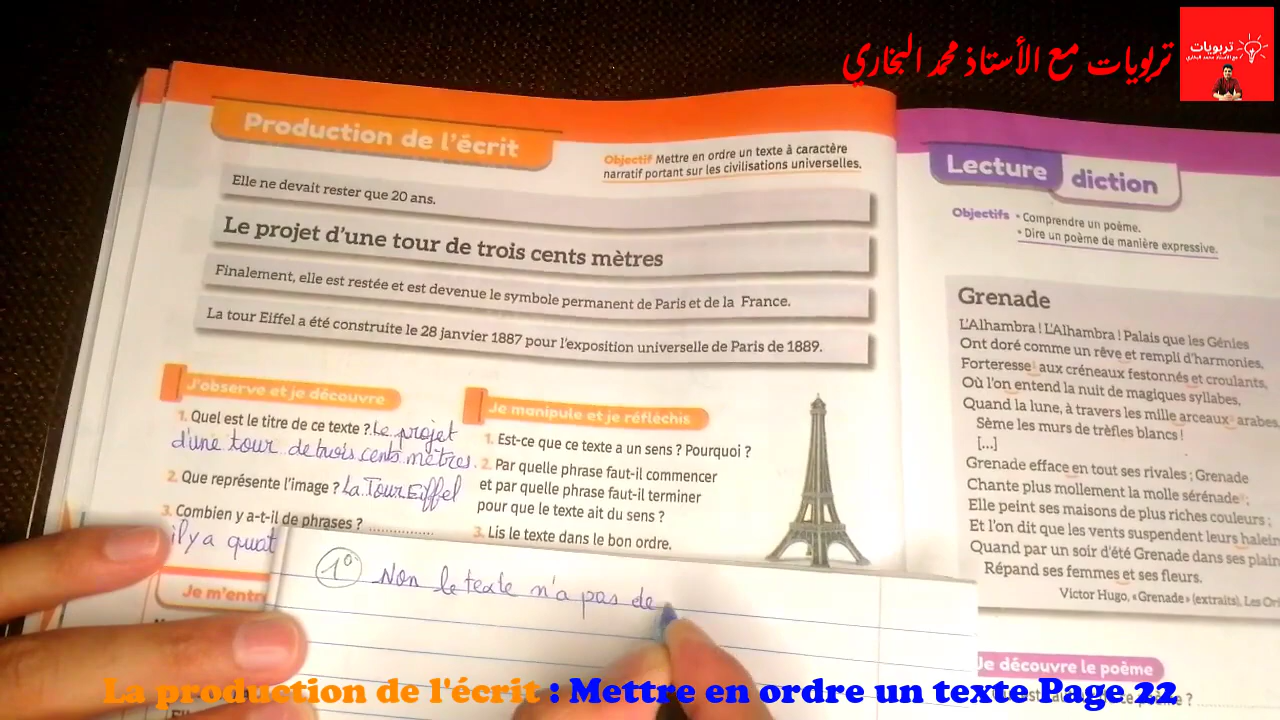 تربويات مع الأستاذ محمد البخاري
تربويات
مع الأستاذ محمد البخاري
Production de l'écrit
Objectif Mettre en ordre un texte à caractère
narratif portant sur les civilisations universelles.
Elle ne devait rester que 20 ans.
Le projet d'une tour de trois cents mètres
Finalement, elle est restée et est devenue le symbole permanent de Paris et de la France.
La tour Eiffel a été construite le 28 janvier 1887 pour l'exposition universelle de Paris de 1889.
J'observe et je découvre
1. Quel est le titre de ce texte ? Le projet
d'une tour de trois cents mètres.
2. Que représente l'image ? La Tour Eiffel
3. Combien y a-t-il de phrases ? ................
il y a quat
Je m'entr
Je manipule et je réfléchis
1. Est-ce que ce texte a un sens ? Pourquoi ?
2. Par quelle phrase faut-il commencer
et par quelle phrase faut-il terminer
pour que le texte ait du sens ?
3. Lis le texte dans le bon ordre.
1° Non le texte n'a pas de
Lecture diction
Objectifs • Comprendre un poème.
• Dire un poème de manière expressive.
Grenade
L'Alhambra ! L'Alhambra ! Palais que les Génies
Ont doré comme un rêve et rempli d'harmonies,
Forteresse aux créneaux festonnés et croulants,
Où l'on entend la nuit de magiques syllabes,
Quand la lune, à travers les mille arceaux arabes,
Sème les murs de trèfles blancs !
[...]
Grenade efface en tout ses rivales ; Grenade
Chante plus mollement la molle sérénade ;
Elle peint ses maisons de plus riches couleurs ;
Et l'on dit que les vents suspendent leurs halein
Quand par un soir d'été Grenade dans ses plain
Répand ses femmes et ses fleurs.
Victor Hugo, « Grenade » (extraits), Les Ori
Je découvre le poème
La production de l'écrit : Mettre en ordre un texte Page 22